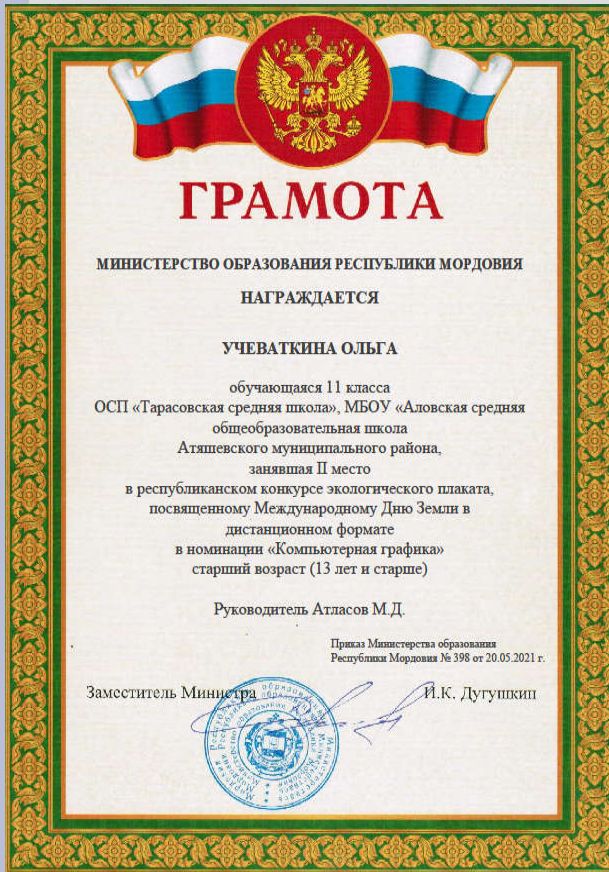 ГРАМОТА
МИНИСТЕРСТВО ОБРАЗОВАНИЯ РЕСПУБЛИКИ МОРДОВИЯ
НАГРАЖДАЕТСЯ
УЧЕВАТКИНА ОЛЬГА
обучающаяся 11 класса
ОСП «Тарасовская средняя школа», МБОУ «Аловская средняя
общеобразовательная школа
Атяшевского муниципального района,
занявшая II место
в республиканском конкурсе экологического плаката,
посвященному Международному Дню Земли в
дистанционном формате
в номинации «Компьютерная графика»
старший возраст (13 лет и старше)
Руководитель Атласов М.Д.
Приказ Министерства образования
Республики Мордовия № 398 от 20.05.2021 г.
Заместитель Министра И.К. Дугушкин